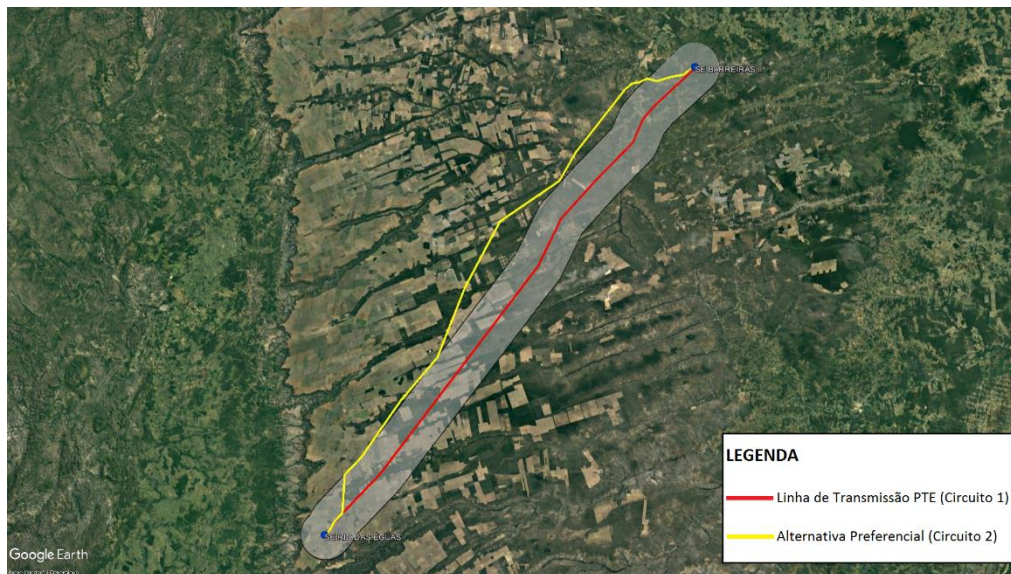 SE BARREIRAS II
LEGENDA
Linha de Transmissão PTE (Circuito 1)
Alternativa Preferencial (Circuito 2)
SE RIO DAS ÉGUAS
Google Earth